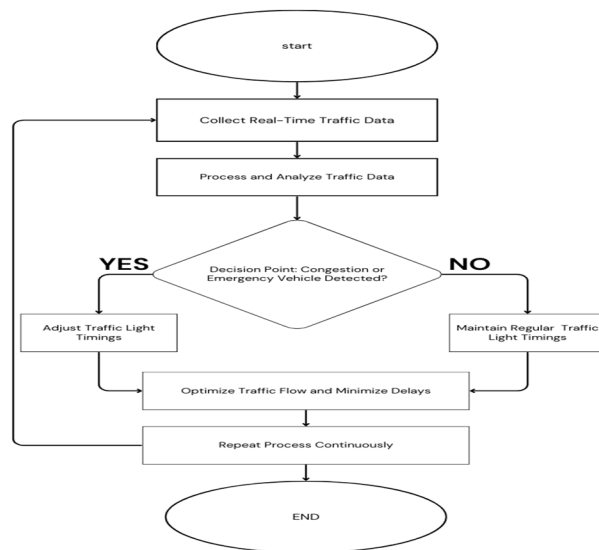 start
Collect Real-Time Traffic Data
Process and Analyze Traffic Data
YES
Decision Point: Congestion or
Emergency Vehicle Detected?
NO
Adjust Traffic Light
Timings
Maintain Regular Traffic
Light Timings
Optimize Traffic Flow and Minimize Delays
Repeat Process Continuously
END